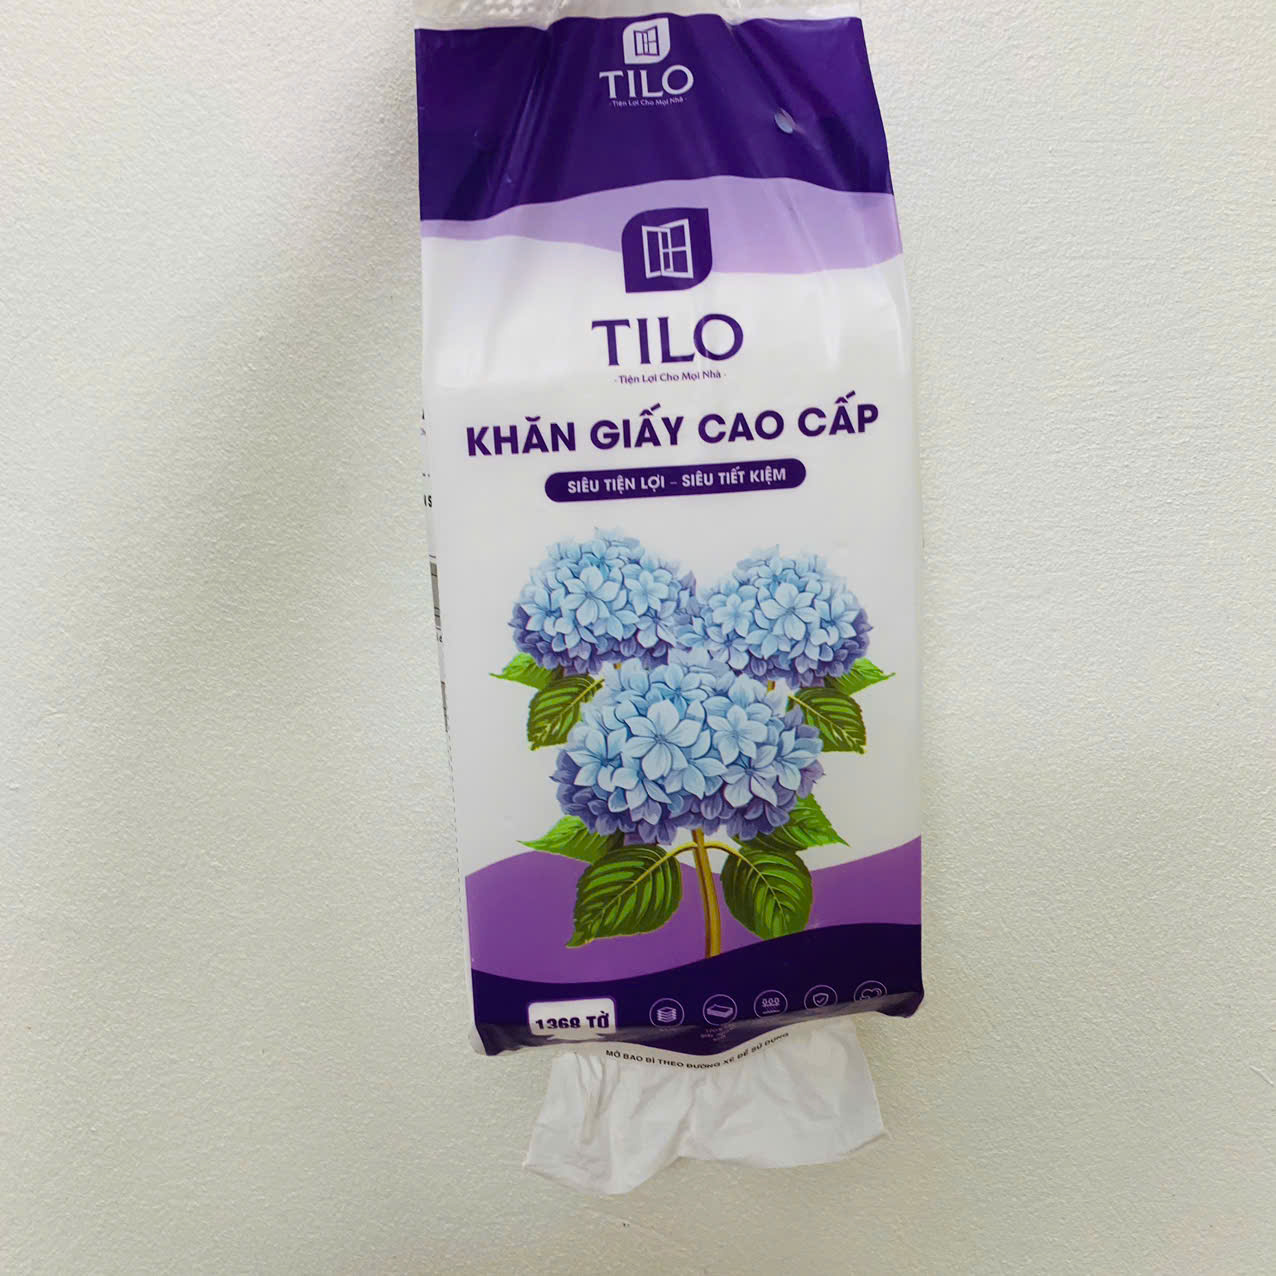 TILO
- Tiện Lợi Cho Mọi Nhà -
TILO
- Tiện Lợi Cho Mọi Nhà -
KHĂN GIẤY CAO CẤP
SIÊU TIỆN LỢI – SIÊU TIẾT KIỆM
1368 TỜ
MỞ BAO BÌ THEO ĐƯỜNG XÉ ĐỂ SỬ DỤNG